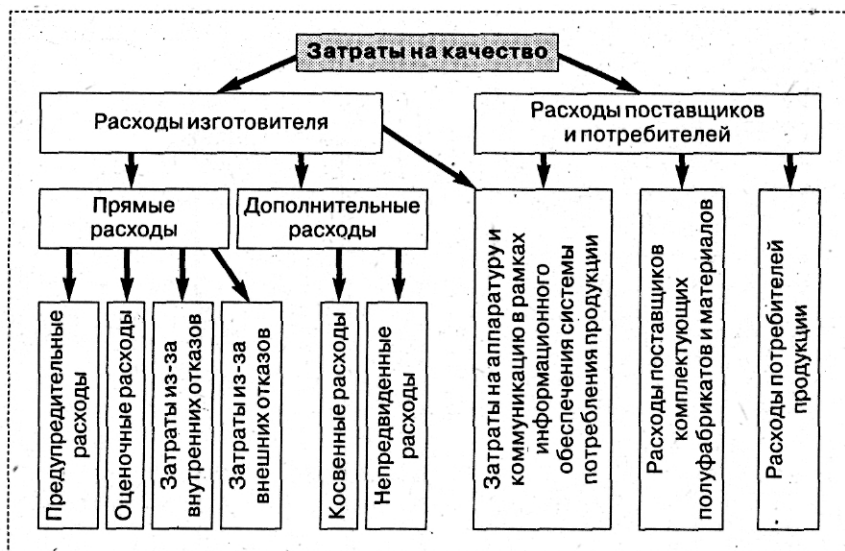 Затраты на качество
Расходы изготовителя
Расходы поставщиков
и потребителей
Прямые
расходы
Дополнительные
расходы
Предупредительные
расходы
Оценочные расходы
Затраты из-за
внутренних отказов
Затраты из-за
внешних отказов
Косвенные расходы
Непредвиденные
расходы
Затраты на аппаратуру и
коммуникацию в рамках
информационного
обеспечения системы
потребления продукции
Расходы поставщиков
комплектующих
полуфабрикатов и материалов
Расходы потребителей
продукции